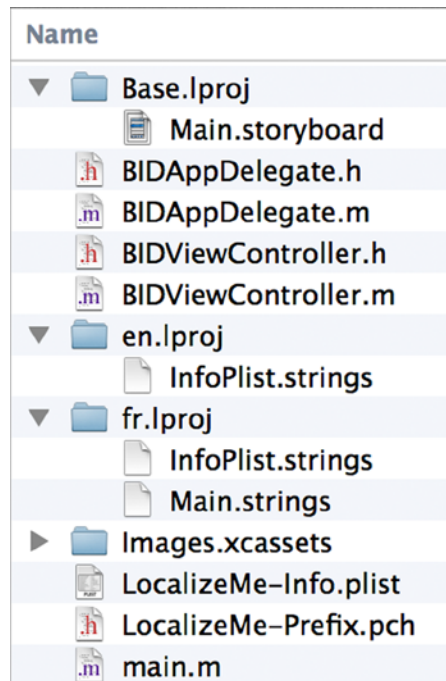 Name
Base.lproj
Main.storyboard
.h BIDAppDelegate.h
.m BIDAppDelegate.m
.h BIDViewController.h
.m BIDViewController.m
en.lproj
InfoPlist.strings
fr.lproj
InfoPlist.strings
Main.strings
Images.xcassets
LocalizeMe-Info.plist
.h LocalizeMe-Prefix.pch
.m main.m